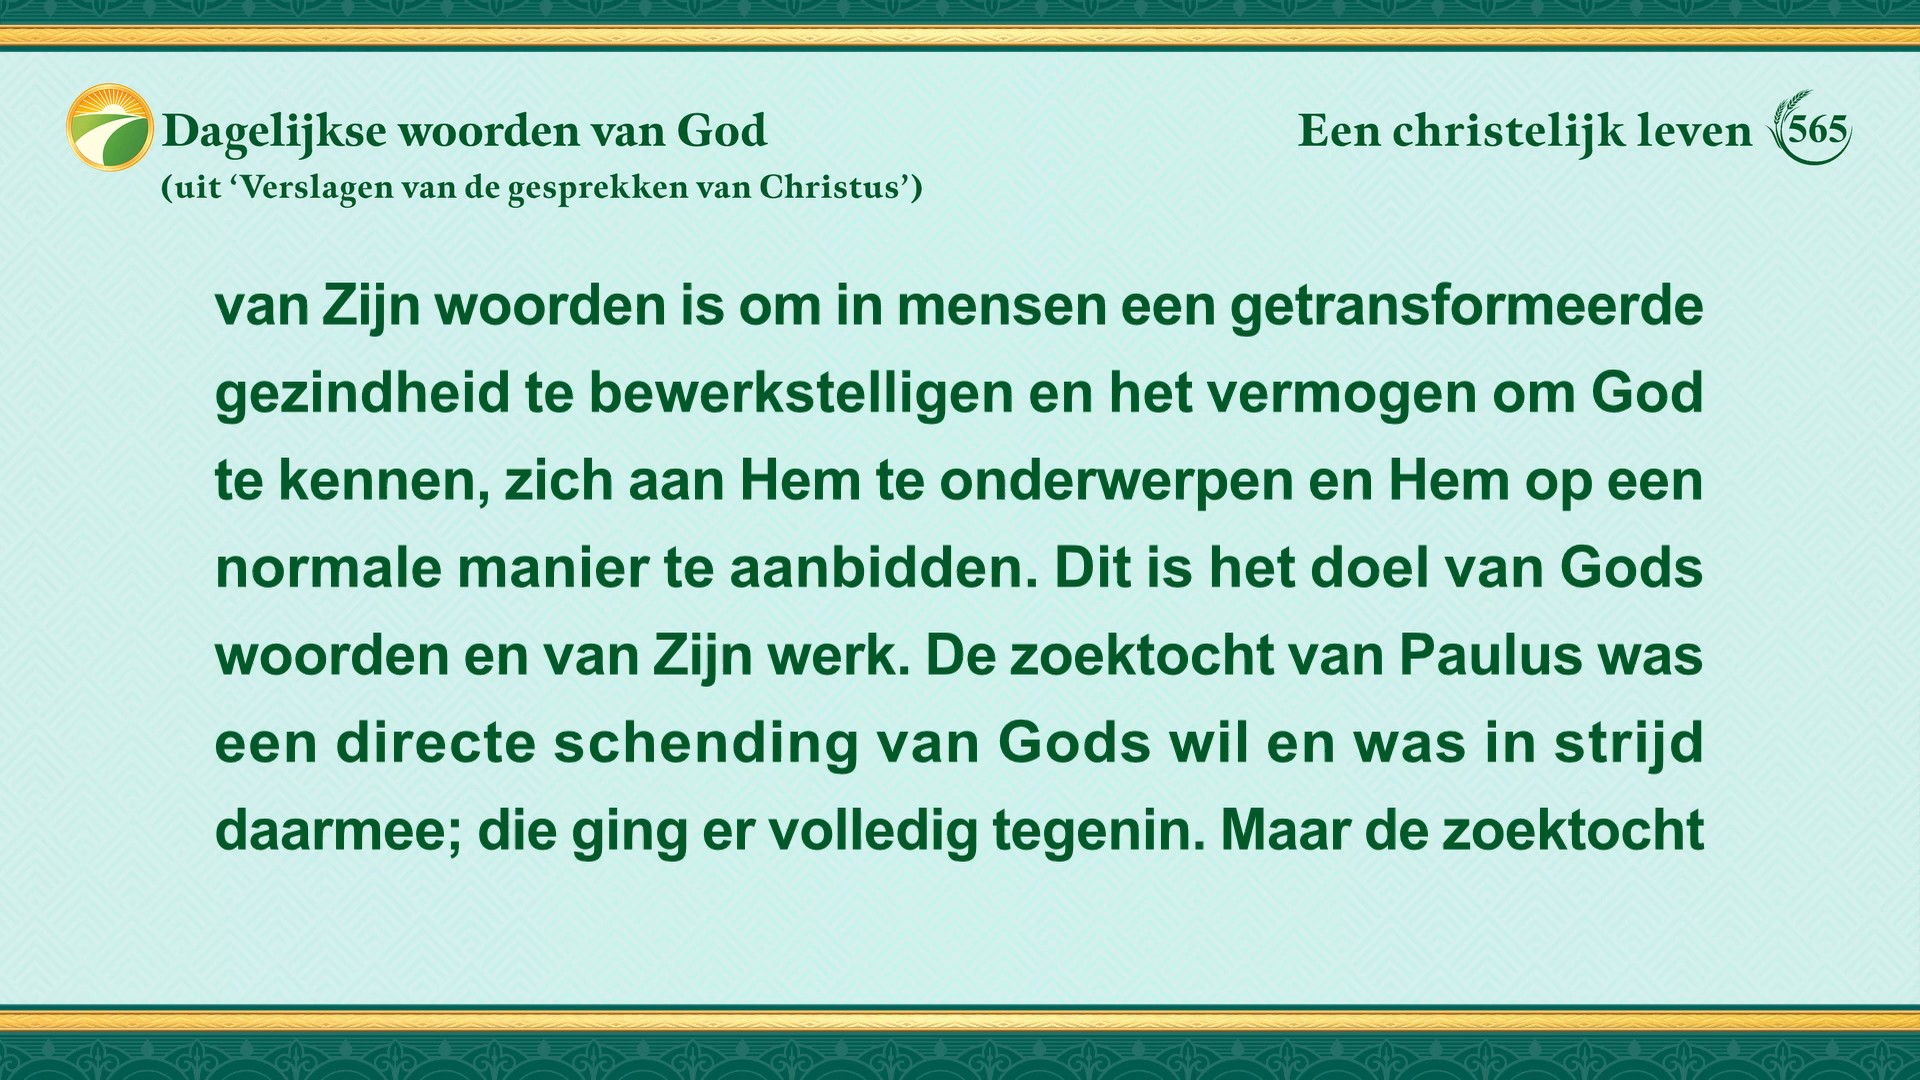 Dagelijkse woorden van God
(uit ‘Verslagen van de gesprekken van Christus’)
Een christelijk leven 565
van Zijn woorden is om in mensen een getransformeerde
gezindheid te bewerkstelligen en het vermogen om God
te kennen, zich aan Hem te onderwerpen en Hem op een
normale manier te aanbidden. Dit is het doel van Gods
woorden en van Zijn werk. De zoektocht van Paulus was
een directe schending van Gods wil en was in strijd
daarmee; die ging er volledig tegenin. Maar de zoektocht